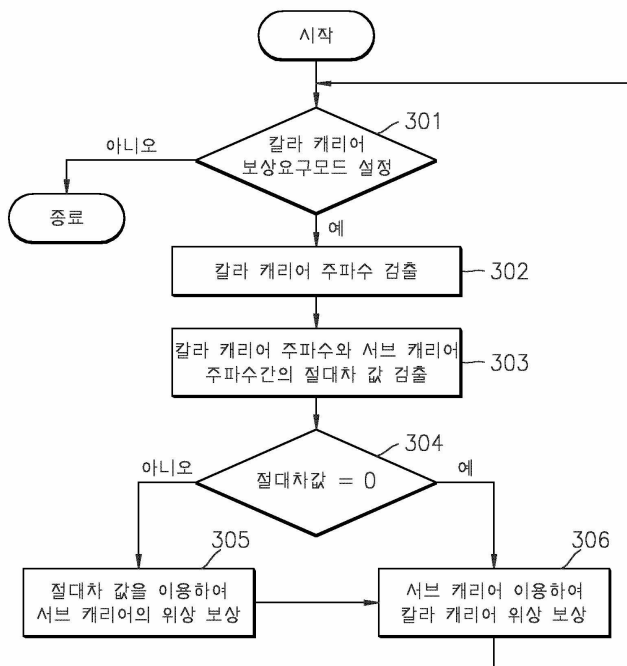 시작
칼라 캐리어
보상요구모드 설정
301
아니오
종료
예
칼라 캐리어 주파수 검출
302
칼라 캐리어 주파수와 서브 캐리어
주파수간의 절대차 값 검출
303
절대차값 = 0
304
아니오
예
절대차 값을 이용하여
서브 캐리어의 위상 보상
305
서브 캐리어 이용하여
칼라 캐리어 위상 보상
306